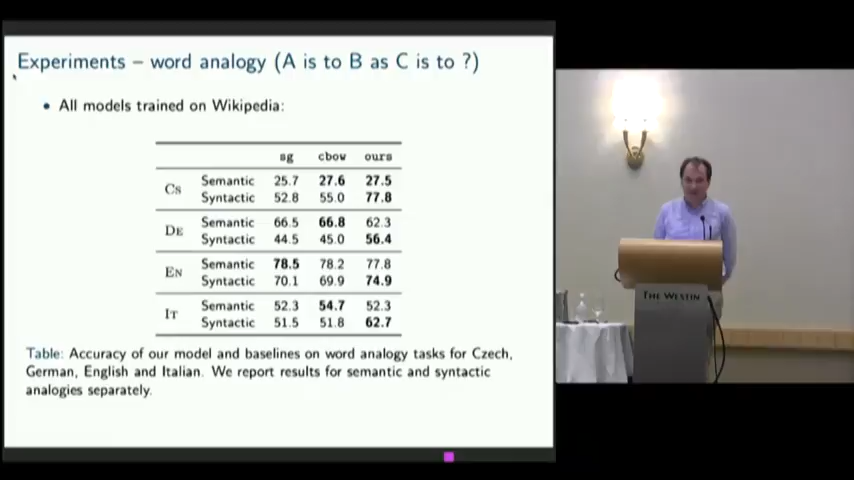 Experiments – word analogy (A is to B as C is to ?)
• All models trained on Wikipedia:
sg cbow ours
Cs Semantic 25.7 27.6 27.5
Syntactic 52.8 55.0 77.8
De Semantic 66.5 66.8 62.3
Syntactic 44.5 45.0 56.4
En Semantic 78.5 78.2 77.8
Syntactic 70.1 69.9 74.9
It Semantic 52.3 54.7 52.3
Syntactic 51.5 51.8 62.7
Table: Accuracy of our model and baselines on word analogy tasks for Czech,
German, English and Italian. We report results for semantic and syntactic
analogies separately.
THE WESTIN